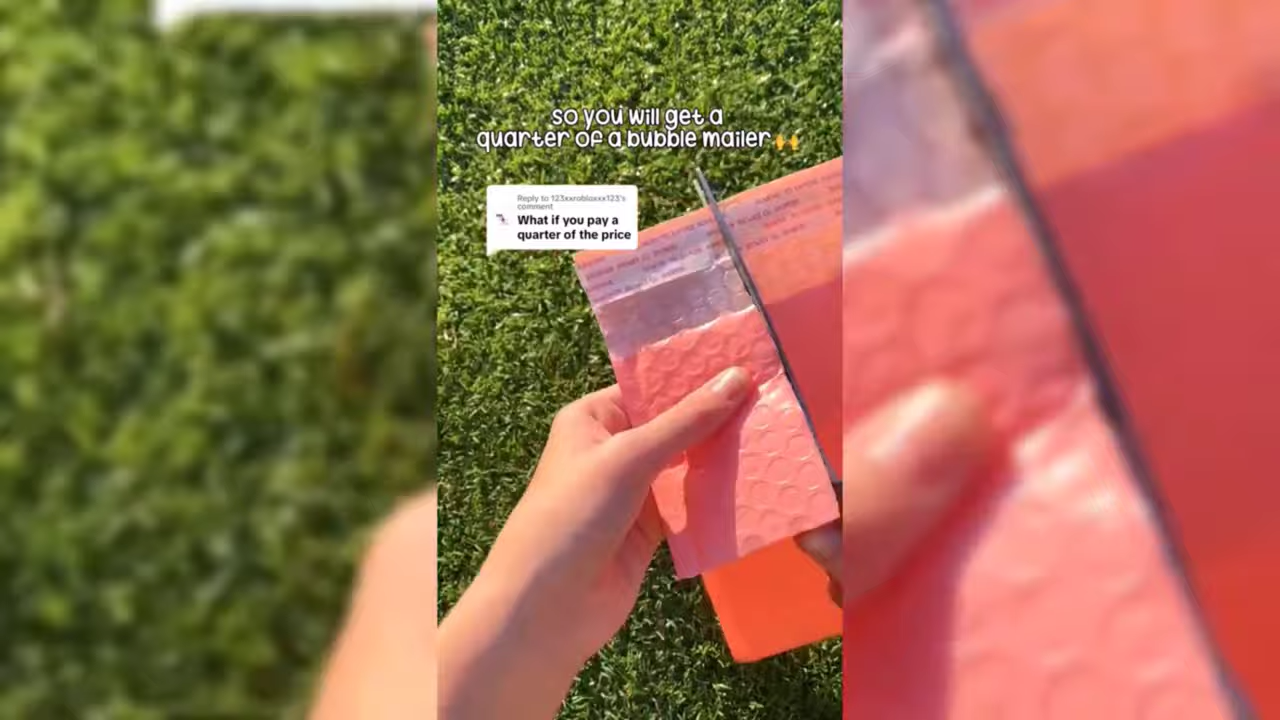 so you will get a
quarter of a bubble mailer 🙌
Reply to 123xxrobloxxx123's
comment
What if you pay a
quarter of the price